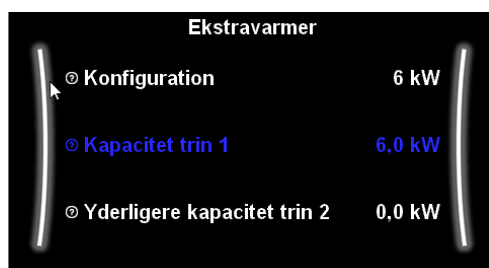 Ekstravarmer
Konfiguration 6 kW
Kapacitet trin 1 6,0 kW
Yderligere kapacitet trin 2 0,0 kW